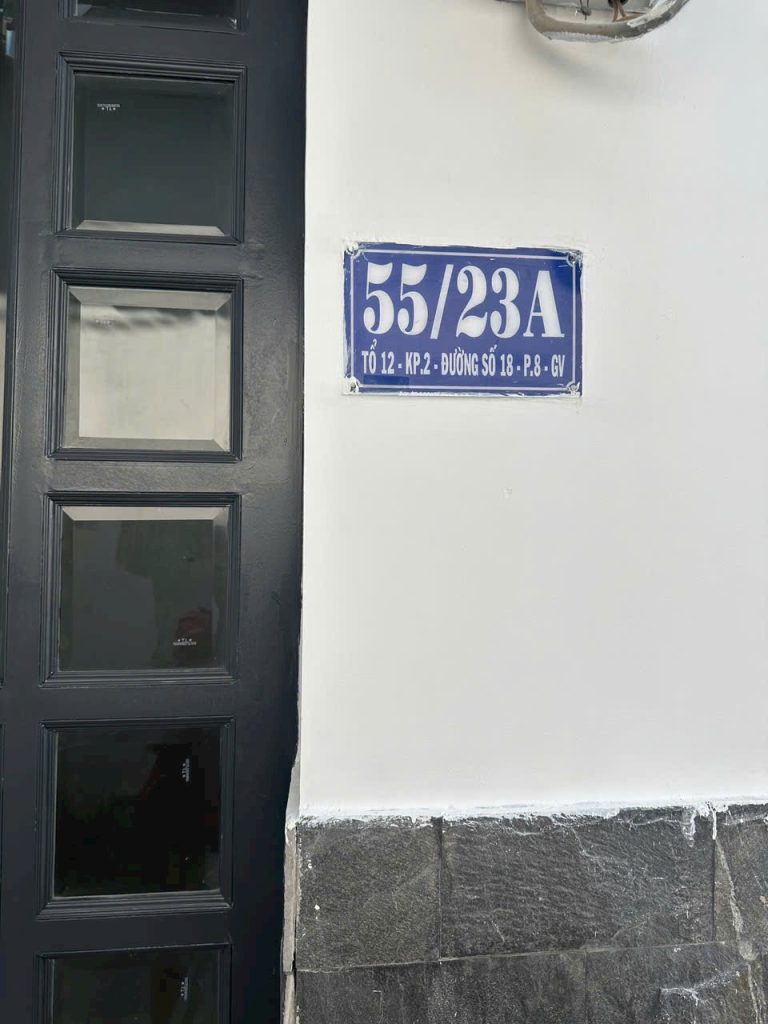 55/23A
TỔ 12 - KP.2 - ĐƯỜNG SỐ 18 - P.8 - GV